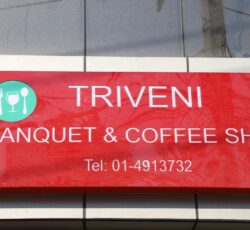 TRIVENI
ANQUET & COFFEE SH
Tel: 01-4913732